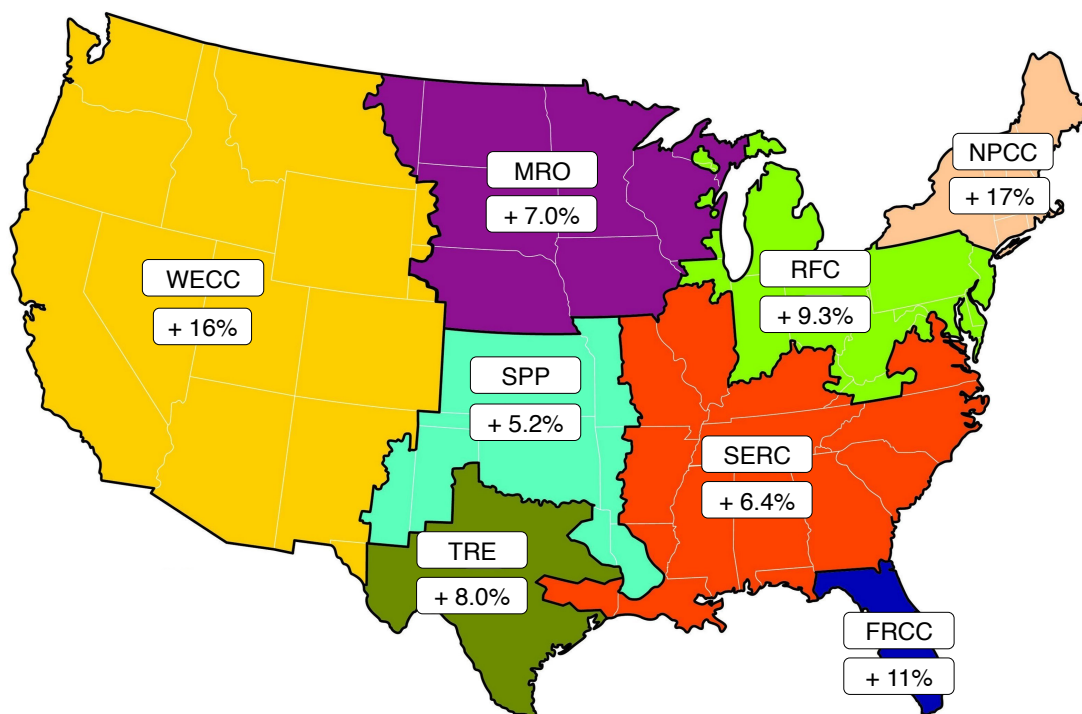 NPCC
+ 17%
MRO
+ 7.0%
RFC
+ 9.3%
WECC
+ 16%
SPP
+ 5.2%
SERC
+ 6.4%
TRE
+ 8.0%
FRCC
+ 11%